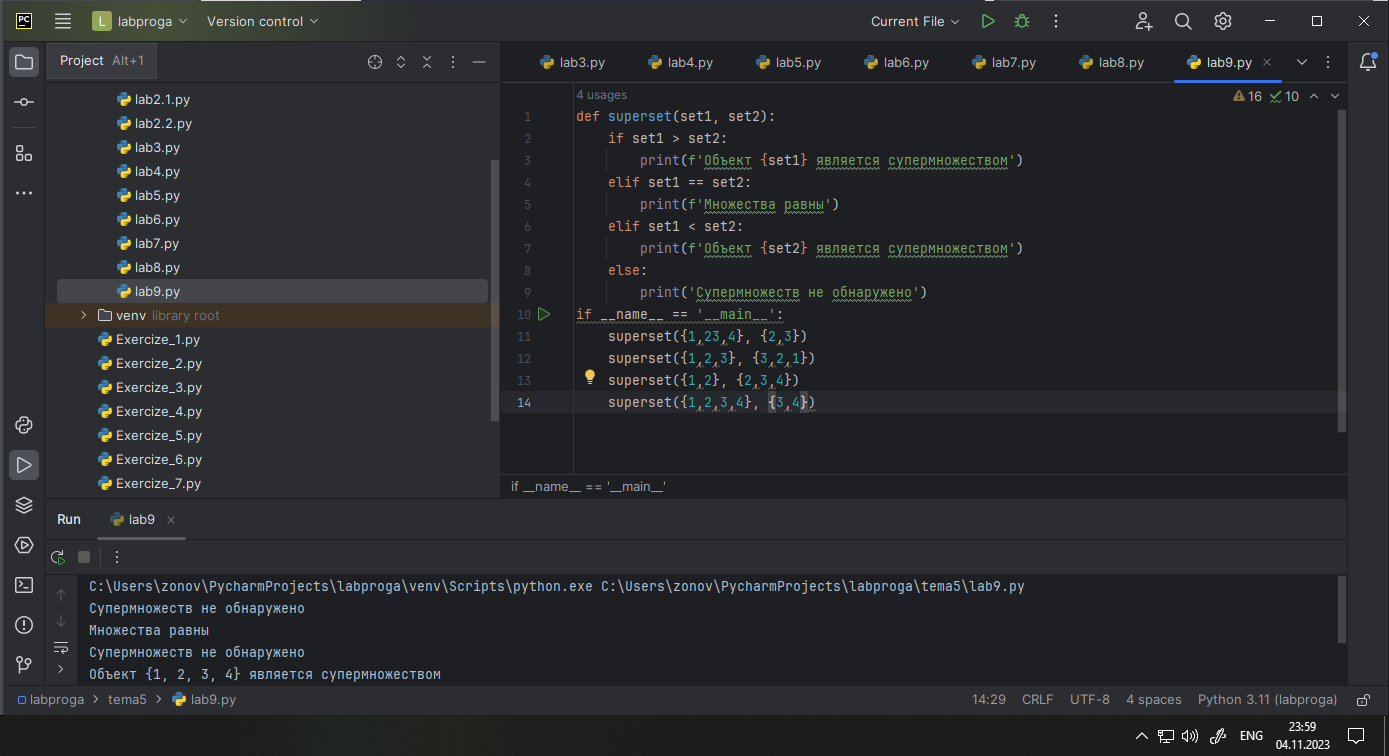 PC L labproga Version control Current File
Project Alt+1
lab3.py lab4.py lab5.py lab6.py lab7.py lab8.py lab9.py
lab2.1.py
lab2.2.py
lab3.py
lab4.py
lab5.py
lab6.py
lab7.py
lab8.py
lab9.py
venv library root
Exercize_1.py
Exercize_2.py
Exercize_3.py
Exercize_4.py
Exercize_5.py
Exercize_6.py
Exercize_7.py
4 usages
16 10
1 def superset(set1, set2):
2 if set1 > set2:
3 print(f'Объект {set1} является супермножеством')
4 elif set1 == set2:
5 print(f'Множества равны')
6 elif set1 < set2:
7 print(f'Объект {set2} является супермножеством')
8 else:
9 print('Супермножеств не обнаружено')
10 if __name__ == '__main__':
11 superset({1,23,4}, {2,3})
12 superset({1,2,3}, {3,2,1})
13 superset({1,2}, {2,3,4})
14 superset({1,2,3,4}, {3,4})
if __name__ == '__main__'
Run lab9
C:\Users\zonov\PycharmProjects\labproga\venv\Scripts\python.exe C:\Users\zonov\PycharmProjects\labproga\tema5\lab9.py
Супермножеств не обнаружено
Множества равны
Супермножеств не обнаружено
Объект {1, 2, 3, 4} является супермножеством
labproga > tema5 > lab9.py 14:29 CRLF UTF-8 4 spaces Python 3.11 (labproga)
ENG 23:59
04.11.2023